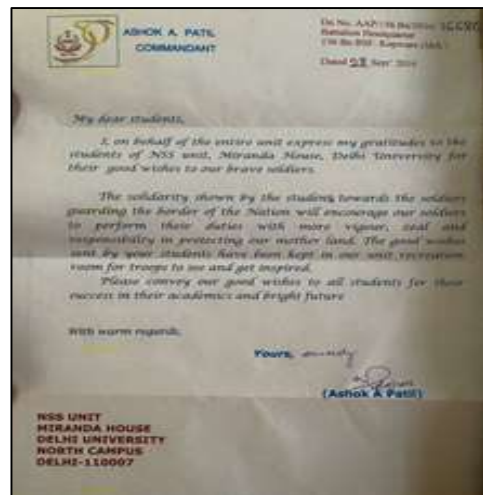 ASHOK A. PATIL
COMMANDANT
Battalion Headquarter
Dated 28 Nov' 2016
My dear students,
I, on behalf of the entire unit express my gratitudes to the
students of NSS unit, Miranda House, Delhi University for
their good wishes to our brave soldiers.
The solidarity shown by the students towards the soldiers
guarding the border of the Nation will encourage our soldiers
to perform their duties with more vigour, zeal and
responsibility in protecting our mother land. The good wishes
sent by your students have been kept in our unit recreation
room for troops to see and get inspired.
Please convey our good wishes to all students for their
success in their academics and bright future
With warm regards,
Yours,
(Ashok A Patil)
NSS UNIT
MIRANDA HOUSE
DELHI UNIVERSITY
NORTH CAMPUS
DELHI-110007